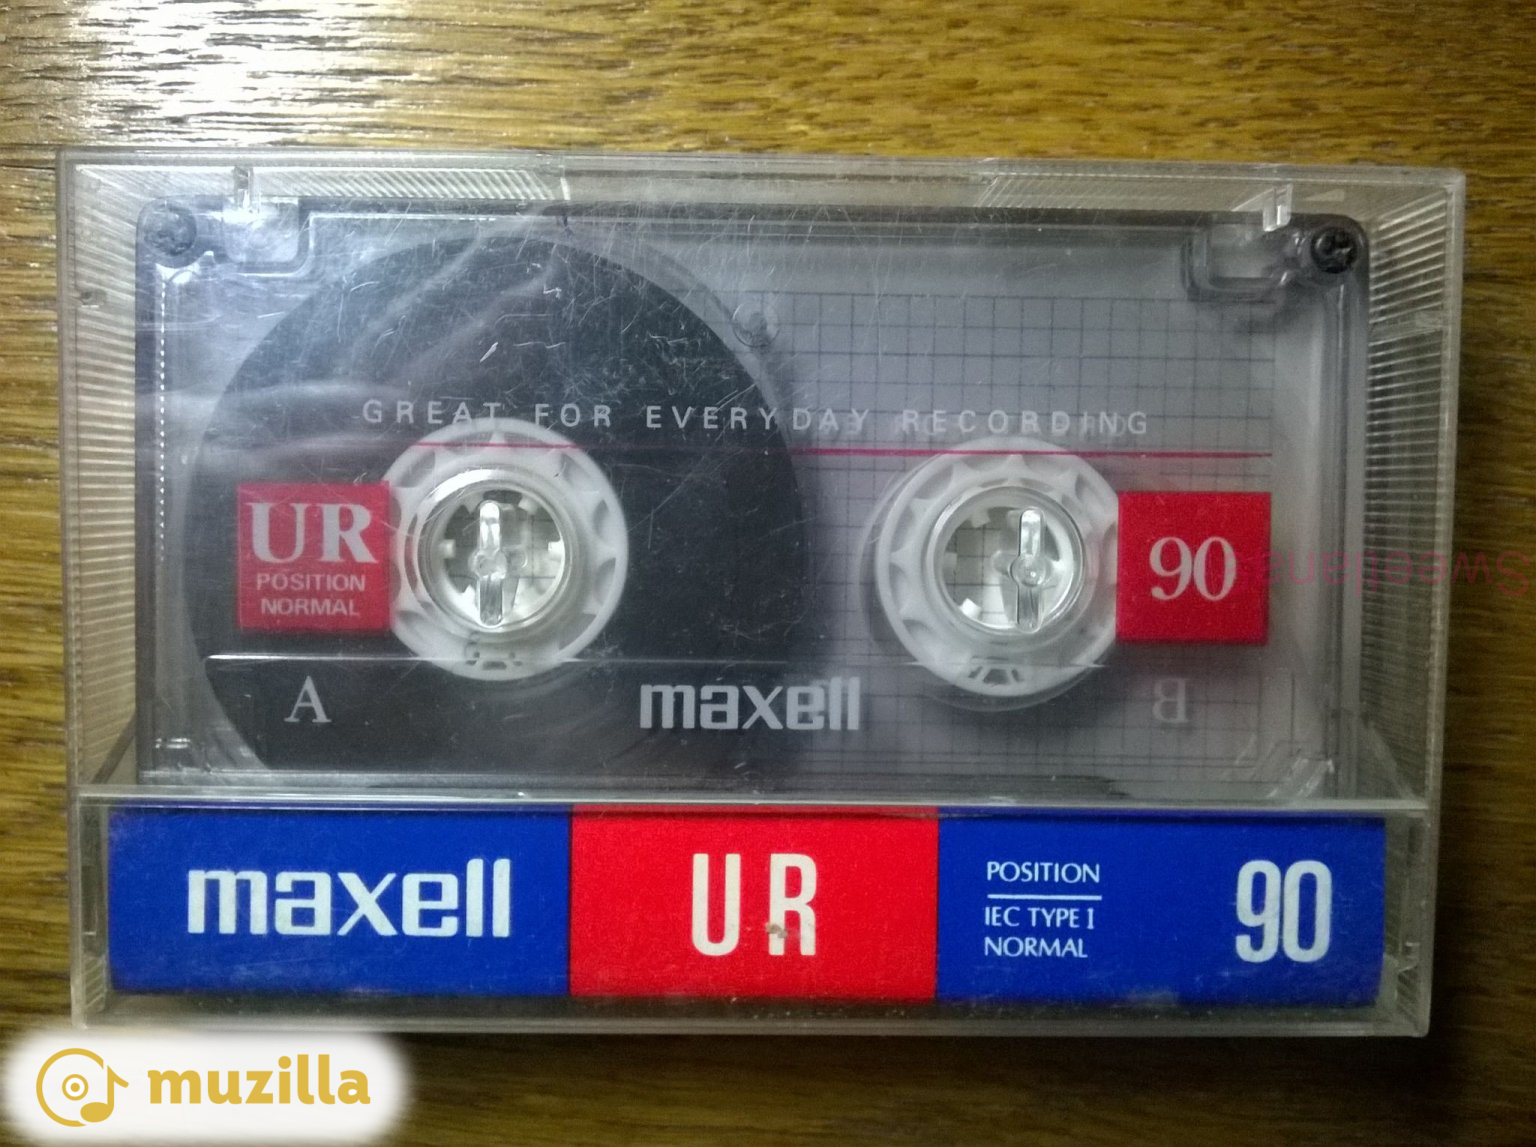 GREAT FOR EVERYDAY RECORDING
UR
POSITION
NORMAL
90
A
maxell
B
maxell
UR
POSITION
IEC TYPE I
NORMAL
90
muzilla